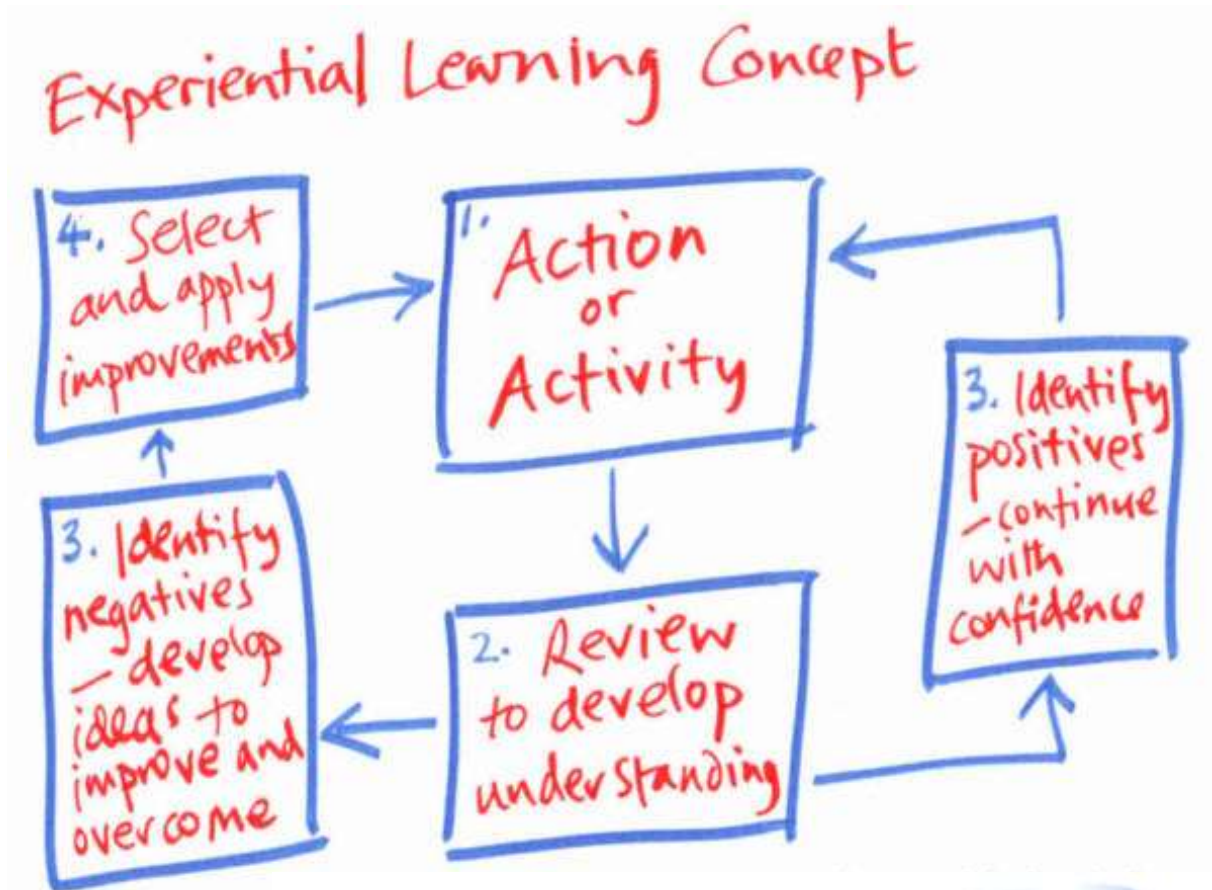 Experiential Learning Concept
1. Action
or
Activity
2. Review
to develop
understanding
3. Identify
negatives
– develop
ideas to
improve and
overcome
4. Select
and apply
improvements
3. Identify
positives
– continue
with
confidence